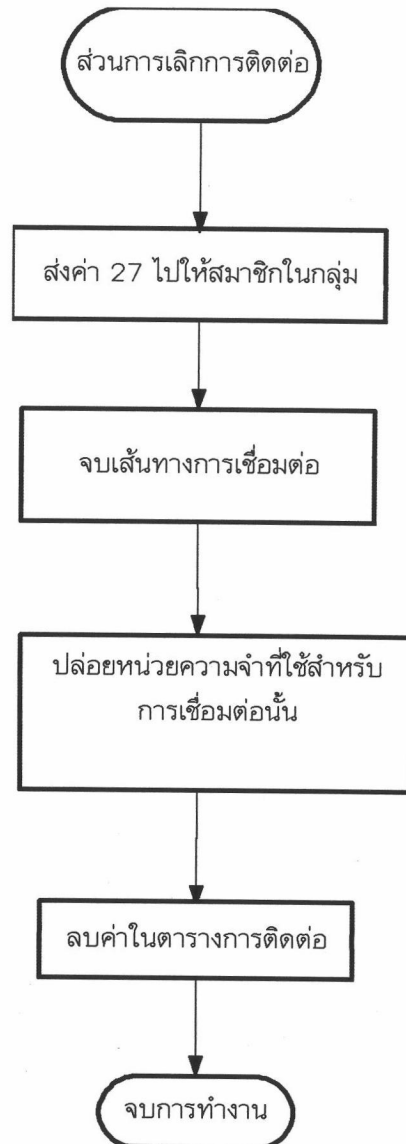 ส่วนการเลิกการติดต่อ
ส่งค่า 27 ไปให้สมาชิกในกลุ่ม
จบเส้นทางการเชื่อมต่อ
ปล่อยหน่วยความจำที่ใช้สำหรับ
การเชื่อมต่อนั้น
ลบค่าในตารางการติดต่อ
จบการทำงาน